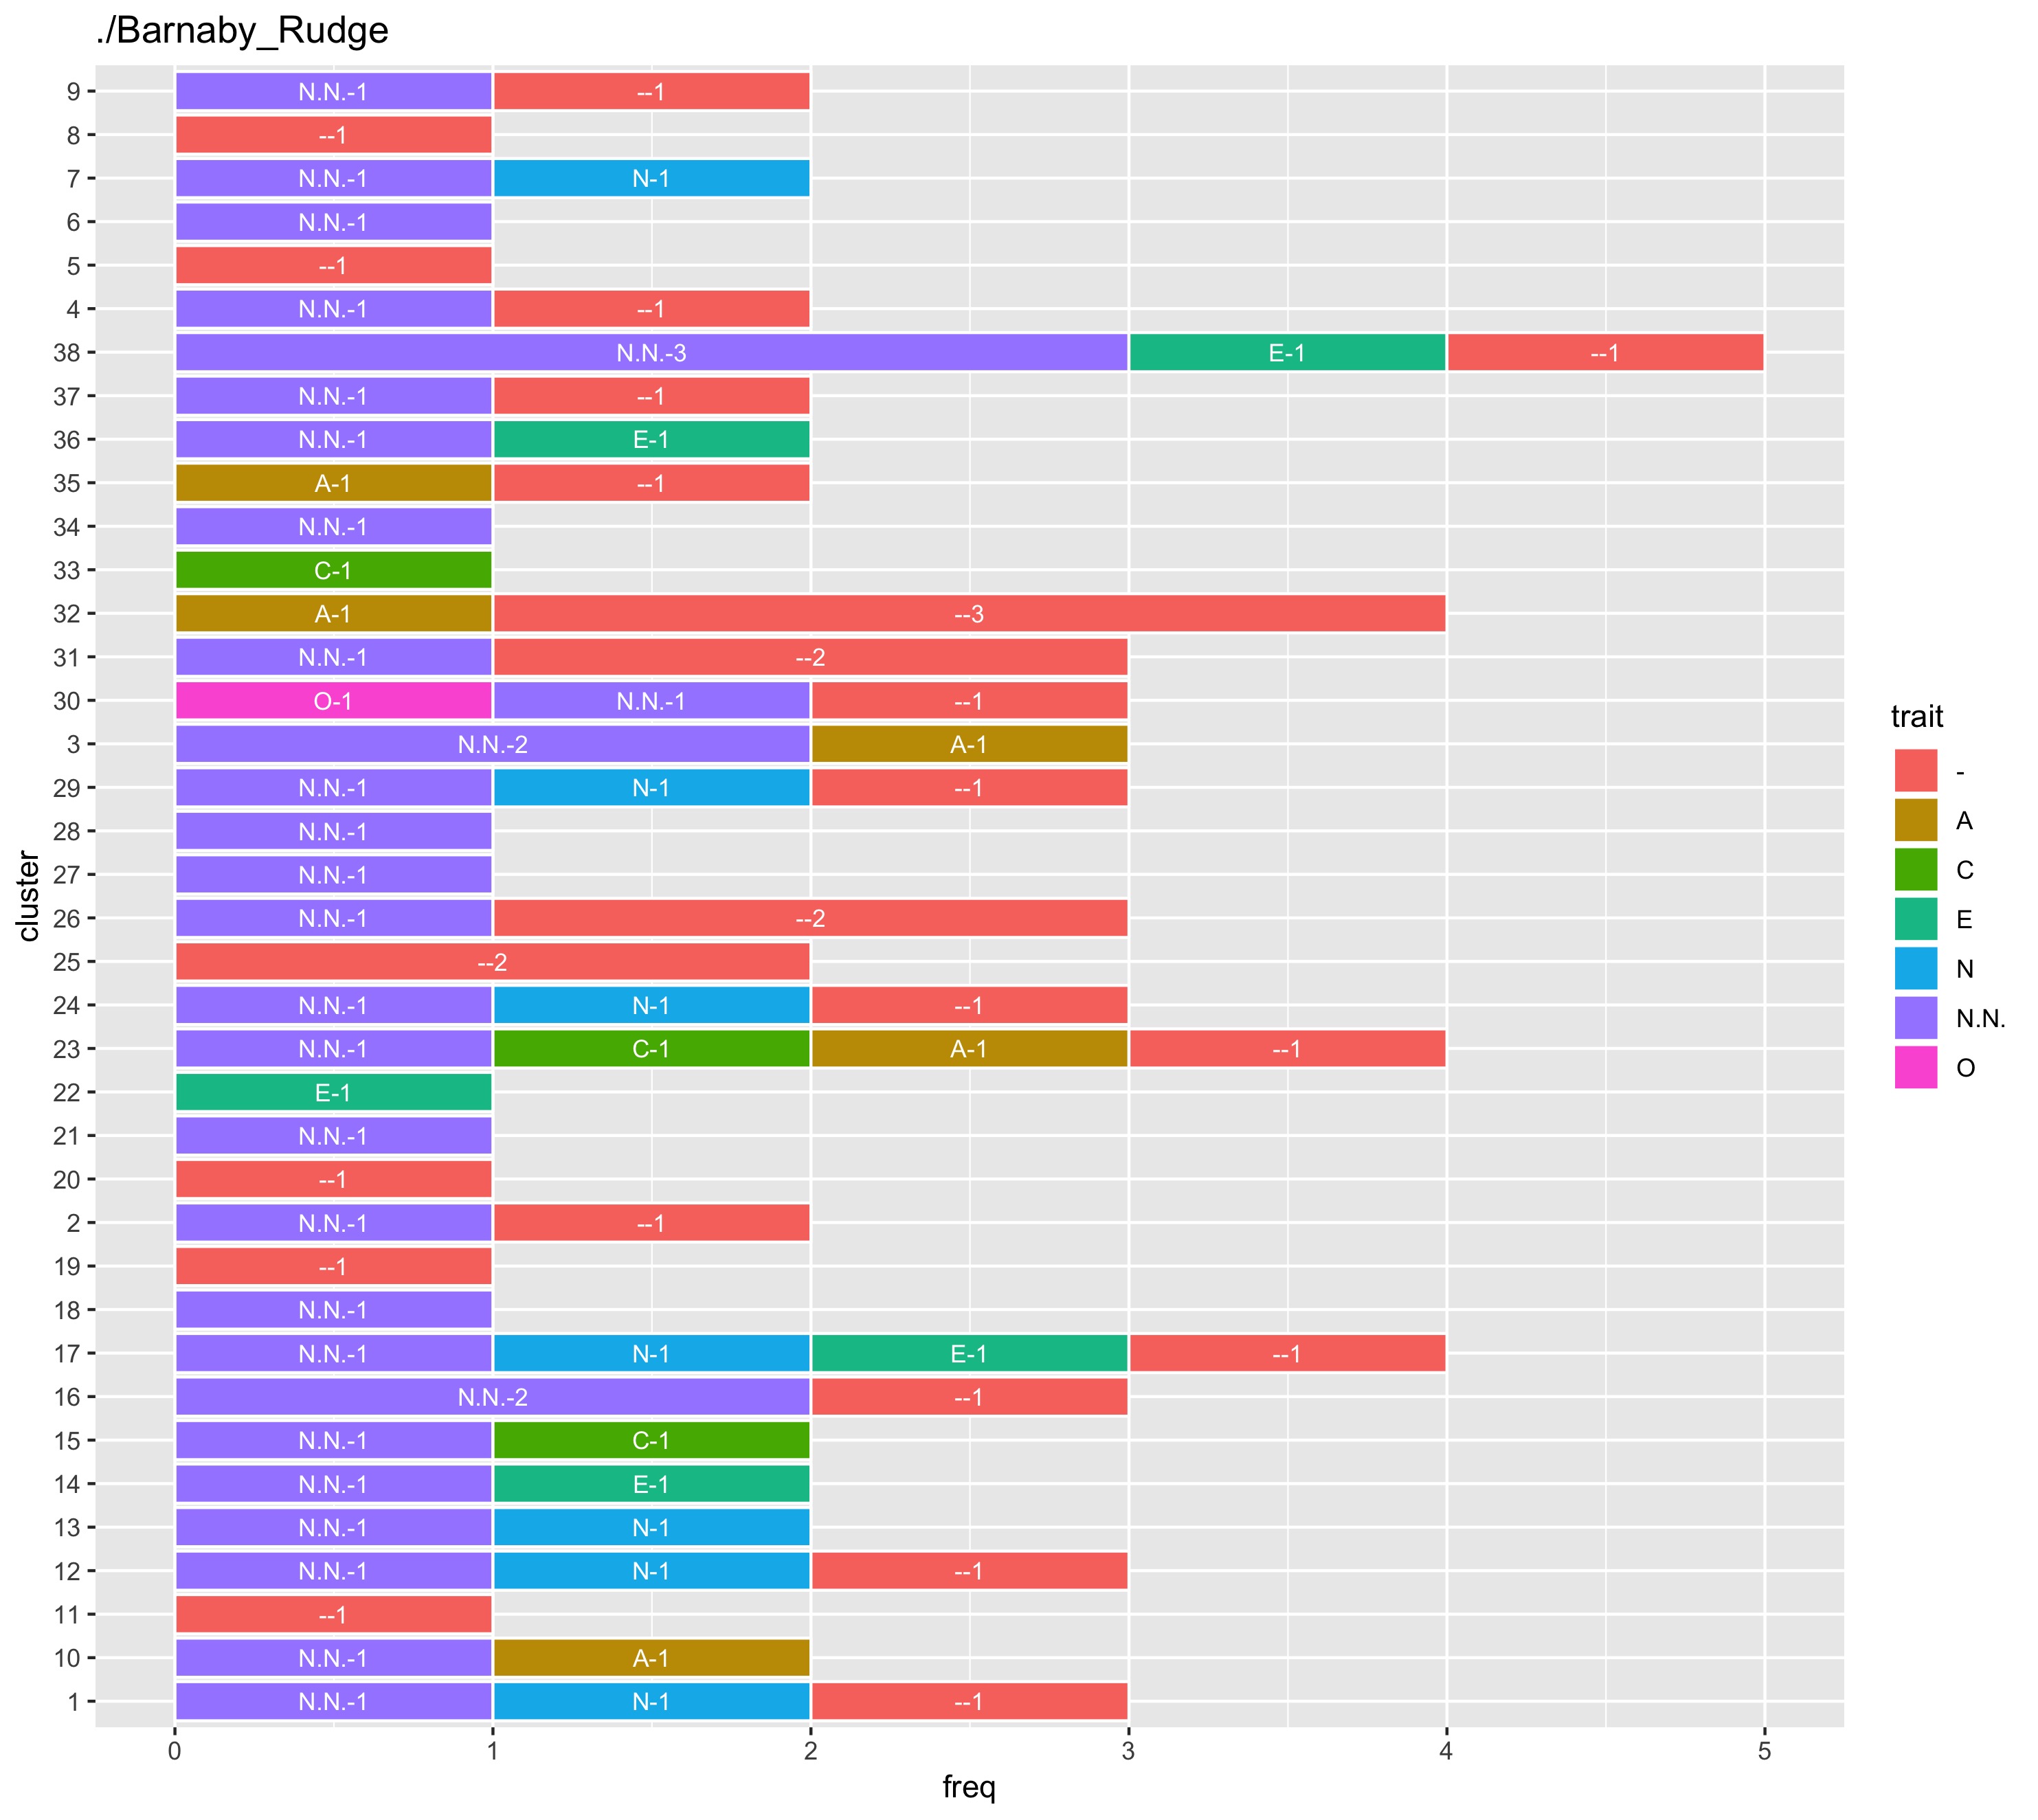 ./Barnaby_Rudge
9 N.N.-1 --1
8 --1
7 N.N.-1 N-1
6 N.N.-1
5 --1
4 N.N.-1 --1
38 N.N.-3 E-1 --1
37 N.N.-1 --1
36 N.N.-1 E-1
35 A-1 --1
34 N.N.-1
33 C-1
32 A-1 --3
31 N.N.-1 --2
30 O-1 N.N.-1 --1
3 N.N.-2 A-1
29 N.N.-1 N-1 --1
28 N.N.-1
27 N.N.-1
26 N.N.-1 --2
25 --2
24 N.N.-1 N-1 --1
23 N.N.-1 C-1 A-1 --1
22 E-1
21 N.N.-1
20 --1
2 N.N.-1 --1
19 --1
18 N.N.-1
17 N.N.-1 N-1 E-1 --1
16 N.N.-2 --1
15 N.N.-1 C-1
14 N.N.-1 E-1
13 N.N.-1 N-1
12 N.N.-1 N-1 --1
11 --1
10 N.N.-1 A-1
1 N.N.-1 N-1 --1
0 1 2 3 4 5
freq
cluster
trait
-
A
C
E
N
N.N.
O